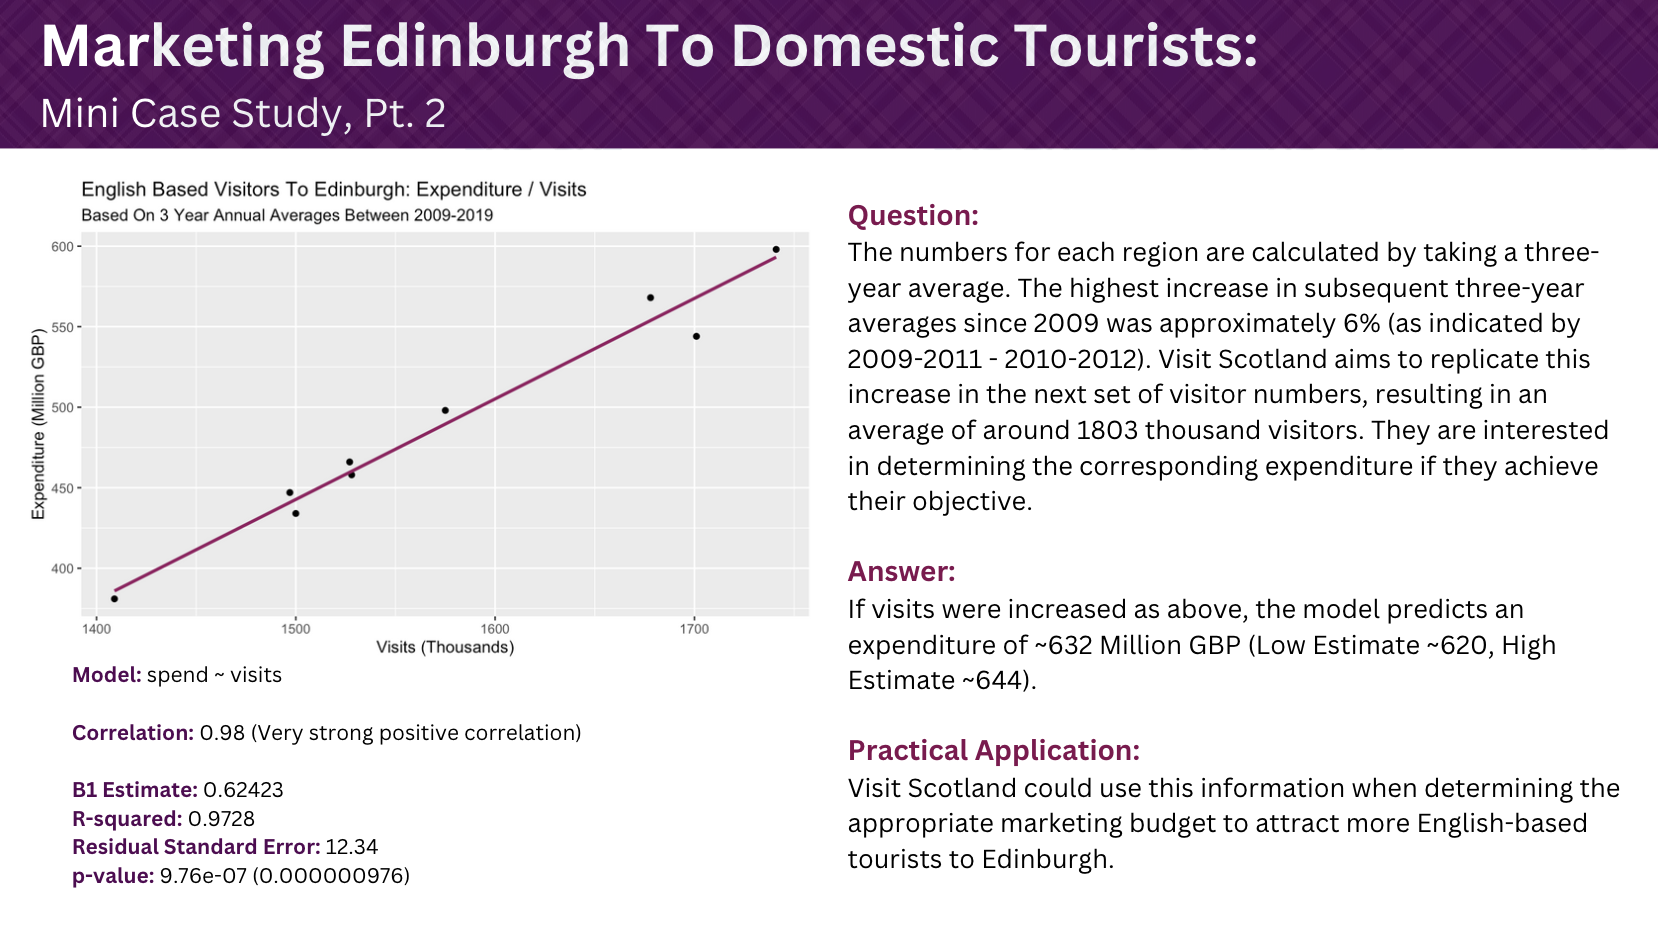 Marketing Edinburgh To Domestic Tourists:
Mini Case Study, Pt. 2
English Based Visitors To Edinburgh: Expenditure / Visits
Based On 3 Year Annual Averages Between 2009-2019
Expenditure (Million GBP)
600
550
500
450
400
1400
1500
1600
1700
Visits (Thousands)
Model: spend ~ visits
Correlation: 0.98 (Very strong positive correlation)
B1 Estimate: 0.62423
R-squared: 0.9728
Residual Standard Error: 12.34
p-value: 9.76e-07 (0.000000976)
Question:
The numbers for each region are calculated by taking a three-
year average. The highest increase in subsequent three-year
averages since 2009 was approximately 6% (as indicated by
2009-2011 - 2010-2012). Visit Scotland aims to replicate this
increase in the next set of visitor numbers, resulting in an
average of around 1803 thousand visitors. They are interested
in determining the corresponding expenditure if they achieve
their objective.
Answer:
If visits were increased as above, the model predicts an
expenditure of ~632 Million GBP (Low Estimate ~620, High
Estimate ~644).
Practical Application:
Visit Scotland could use this information when determining the
appropriate marketing budget to attract more English-based
tourists to Edinburgh.